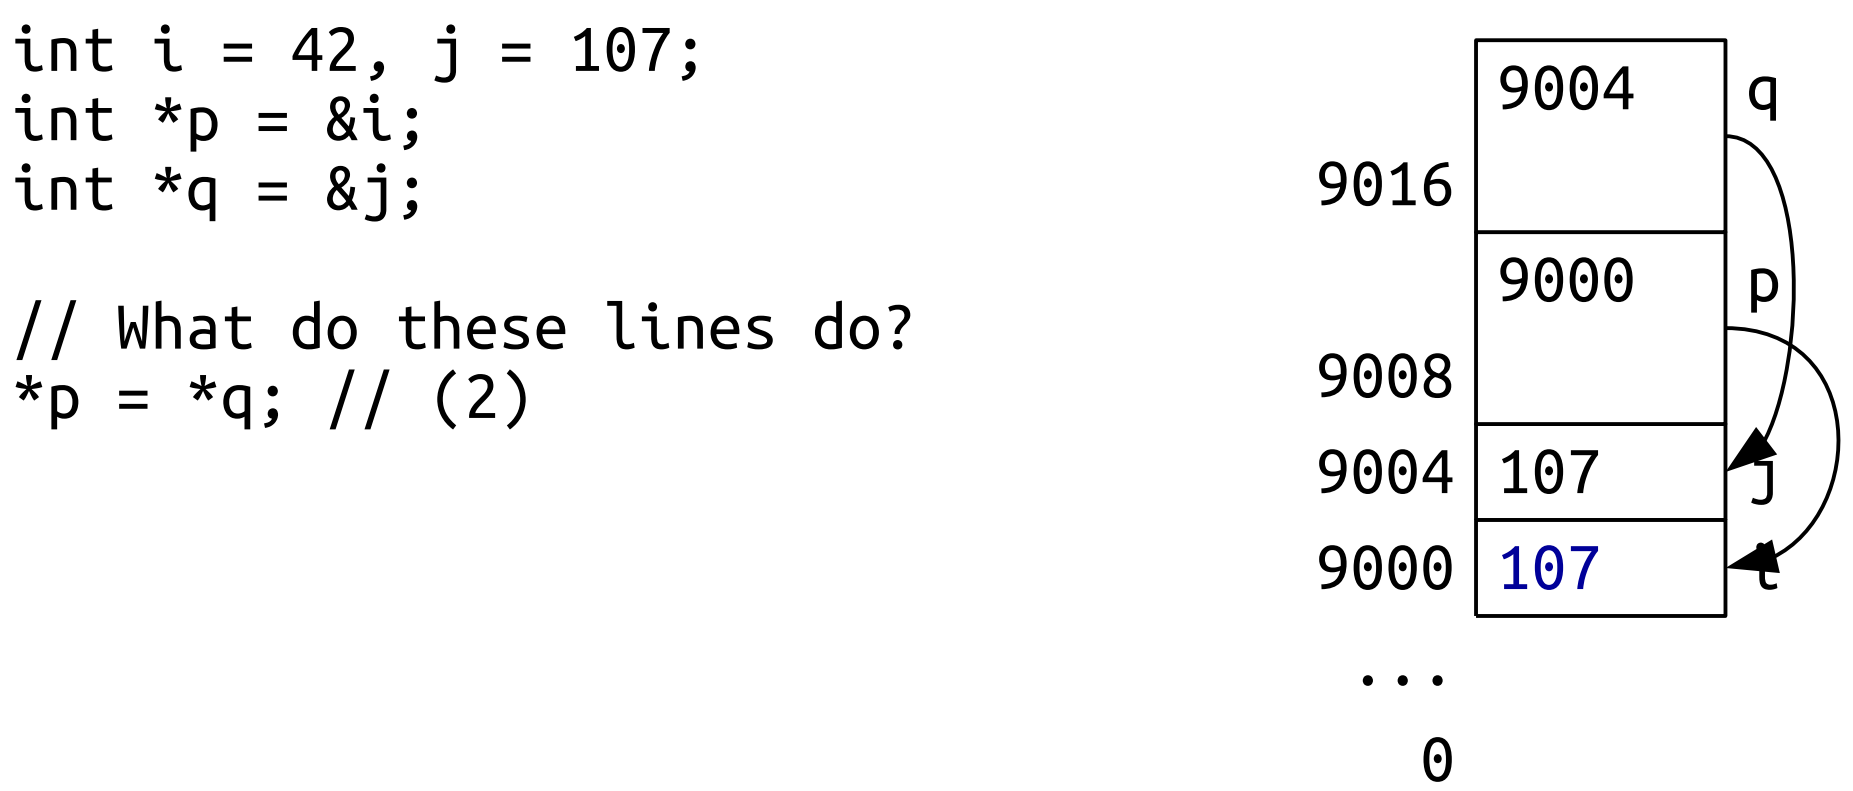 int i = 42, j = 107;
int *p = &i;
int *q = &j;
// What do these lines do?
*p = *q; // (2)
9004 q
9016
9000 p
9008
9004 107 j
9000 107 i
...
0